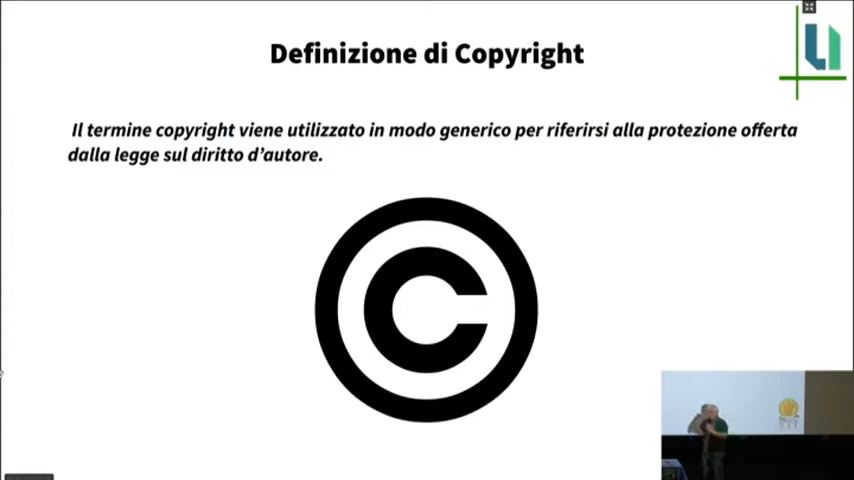 Definizione di Copyright
Il termine copyright viene utilizzato in modo generico per riferirsi alla protezione offerta
dalla legge sul diritto d'autore.